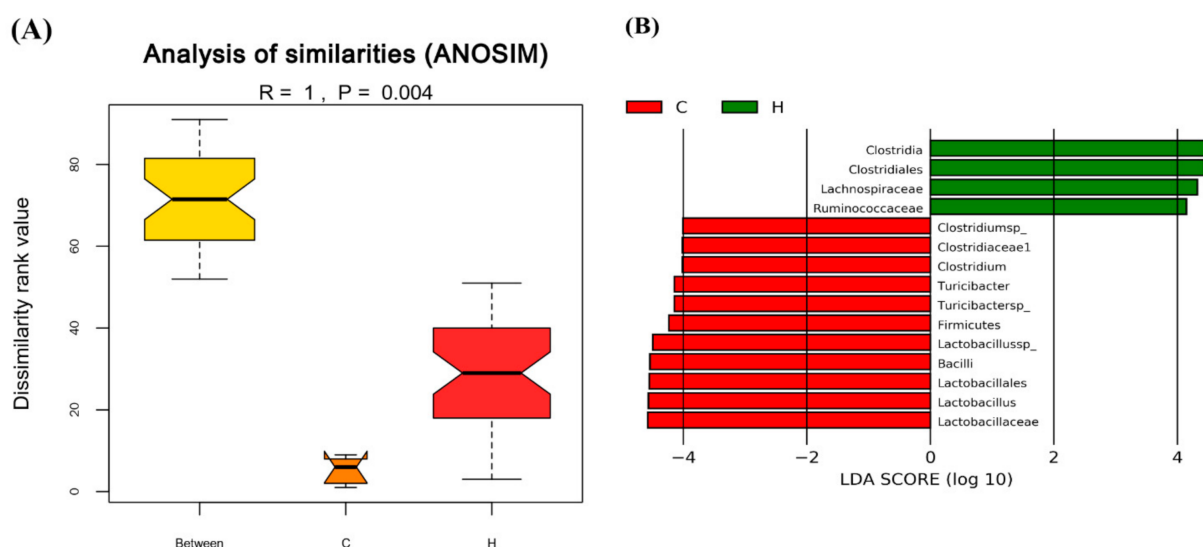 (A)
Analysis of similarities (ANOSIM)
R = 1 , P = 0.004
Dissimilarity rank value
80
60
40
20
0
Between
C
H
(B)
C
H
Clostridia
Clostridiales
Lachnospiraceae
Ruminococcaceae
Clostridiumsp_
Clostridiaceae1
Clostridium
Turicibacter
Turicibactersp_
Firmicutes
Lactobacillussp_
Bacilli
Lactobacillales
Lactobacillus
Lactobacillaceae
−4 −2 0 2 4
LDA SCORE (log 10)